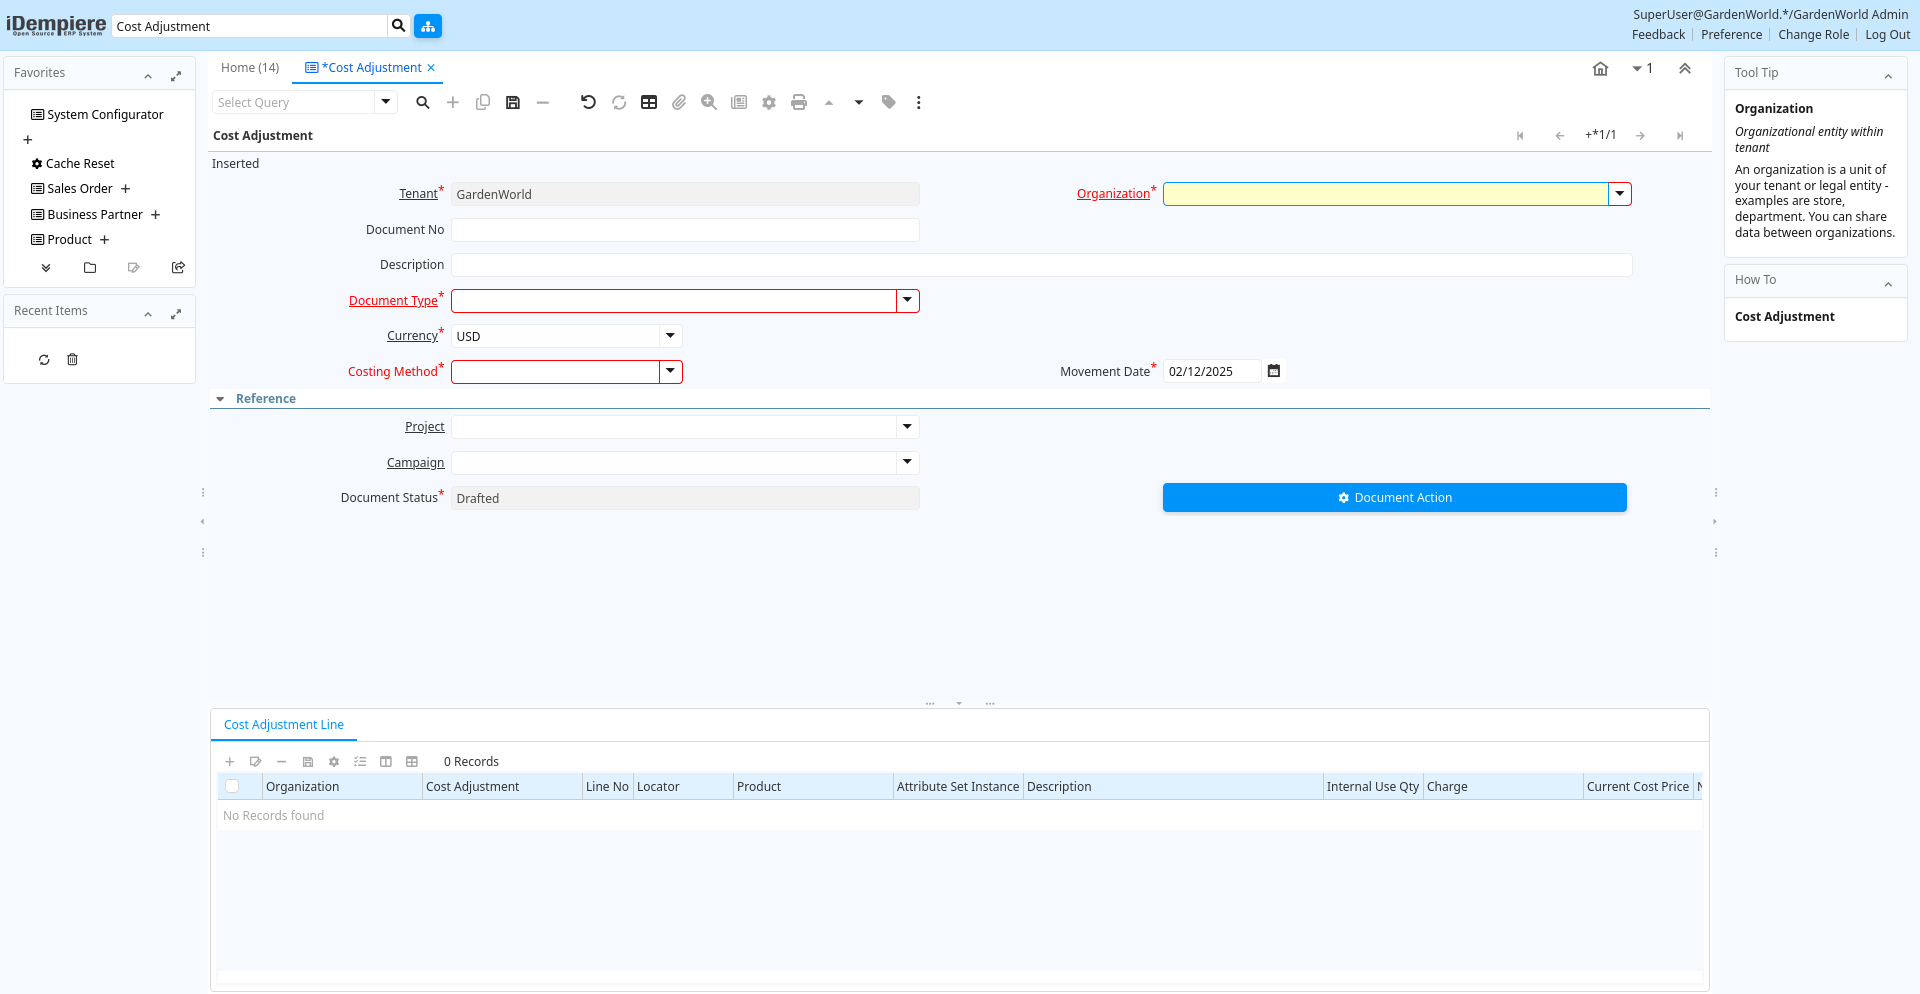 iDempiere
Open Source ERP System
Cost Adjustment
SuperUser@GardenWorld.*/GardenWorld Admin
Feedback Preference Change Role Log Out
Favorites
System Configurator
Cache Reset
Sales Order
Business Partner
Product
Recent Items
Home (14) *Cost Adjustment
1
Select Query
Cost Adjustment
+*1/1
Inserted
Tenant* GardenWorld Organization*
Document No
Description
Document Type*
Currency* USD
Costing Method* Movement Date* 02/12/2025
Reference
Project
Campaign
Document Status* Drafted Document Action
Cost Adjustment Line
0 Records
Organization Cost Adjustment Line No Locator Product Attribute Set Instance Description Internal Use Qty Charge Current Cost Price
No Records found
Tool Tip
Organization
Organizational entity within
tenant
An organization is a unit of
your tenant or legal entity -
examples are store,
department. You can share
data between organizations.
How To
Cost Adjustment